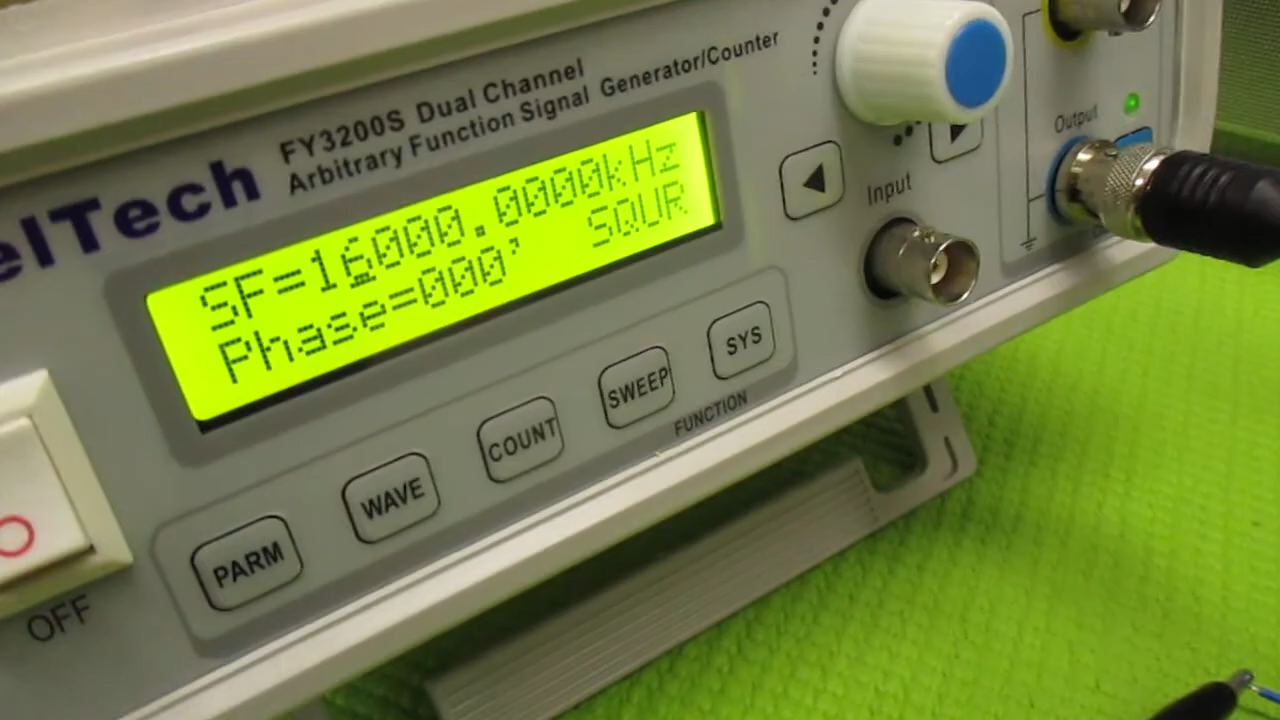 FY3200S Dual Channel
Arbitrary Function Signal Generator/Counter
elTech
SF=16000.0000kHz
Phase=000' SQUR
Output
Input
SYS
SWEEP
COUNT
WAVE
PARM
FUNCTION
OFF